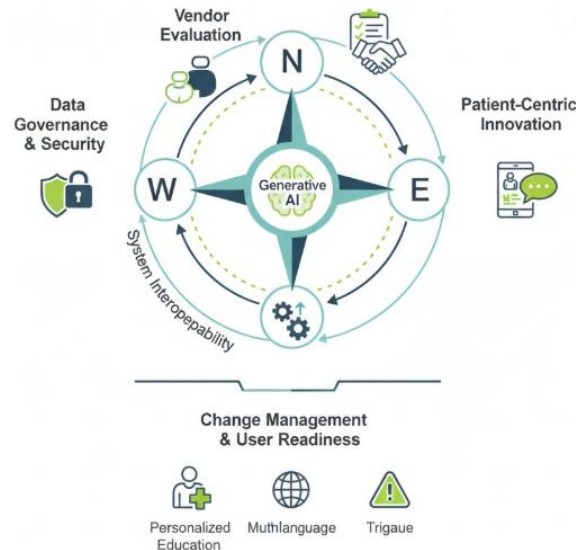 Vendor
Evaluation
N
Data
Governance
& Security
Patient-Centric
Innovation
W
Generative
AI
E
System Interopepability
Change Management
& User Readiness
Personalized
Education
Muthlanguage
Trigaue